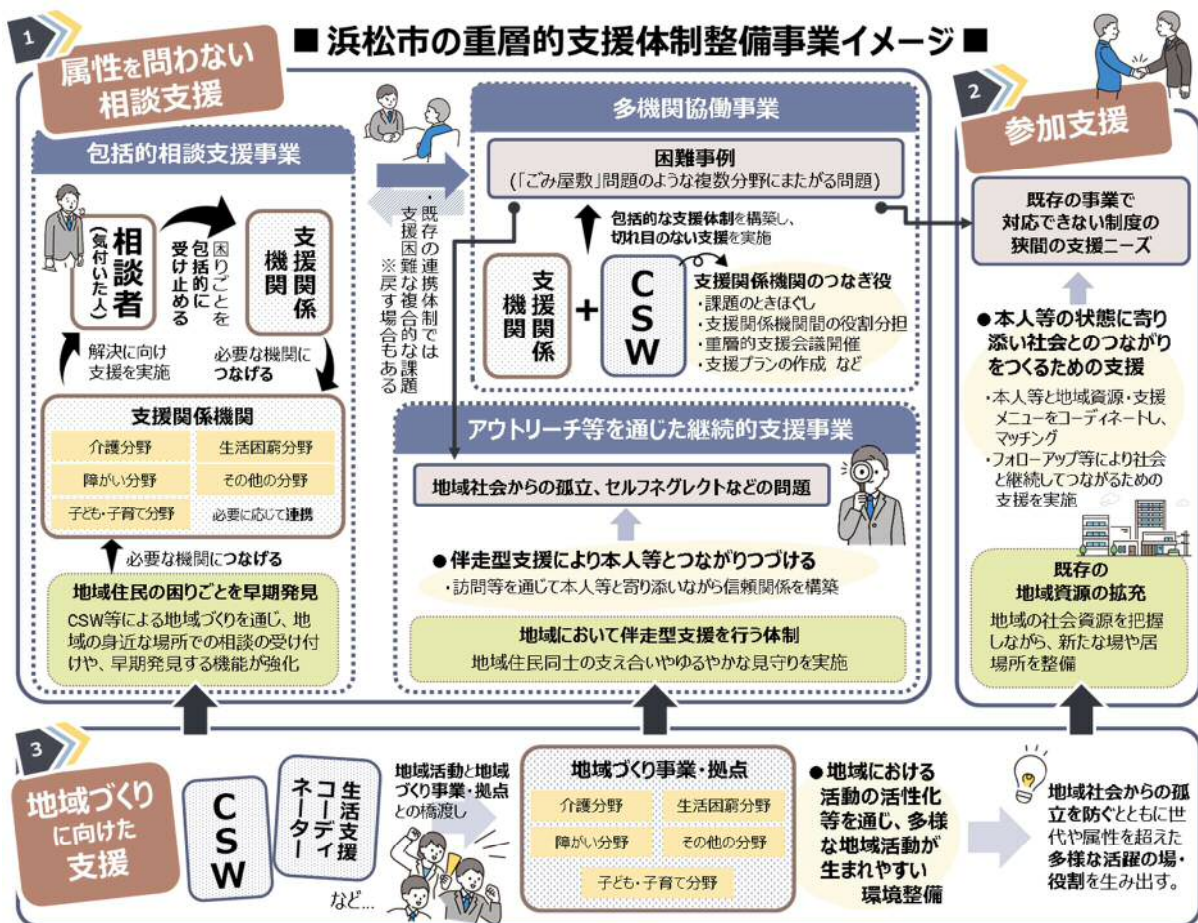 ■ 浜松市の重層的支援体制整備事業イメージ ■
1
属性を問わない
相談支援
包括的相談支援事業
相談者
(気付いた人)
困りごとを
包括的に
受け止める
支援関係
機関
解決に向け
支援を実施
必要な機関に
つなげる
支援関係機関
介護分野
生活困窮分野
障がい分野
その他の分野
子ども・子育て分野
必要に応じて連携
必要な機関につなげる
地域住民の困りごとを早期発見
CSW等による地域づくりを通じ、地
域の身近な場所での相談の受け付
けや、早期発見する機能が強化
・既存の連携体制では
支援困難な複合的な課題
※戻す場合もある
多機関協働事業
困難事例
(「ごみ屋敷」問題のような複数分野にまたがる問題)
包括的な支援体制を構築し、
切れ目のない支援を実施
支援関係
機関
+
CSW
支援関係機関のつなぎ役
・課題のときほぐし
・支援関係機関間の役割分担
・重層的支援会議開催
・支援プランの作成 など
アウトリーチ等を通じた継続的支援事業
地域社会からの孤立、セルフネグレクトなどの問題
●伴走型支援により本人等とつながりつづける
・訪問等を通じて本人等と寄り添いながら信頼関係を構築
地域において伴走型支援を行う体制
地域住民同士の支え合いやゆるやかな見守りを実施
2
参加支援
既存の事業で
対応できない制度の
狭間の支援ニーズ
●本人等の状態に寄り
添い社会とのつながり
をつくるための支援
・本人等と地域資源・支援
メニューをコーディネートし、
マッチング
・フォローアップ等により社会
と継続してつながるための
支援を実施
既存の
地域資源の拡充
地域の社会資源を把握
しながら、新たな場や居
場所を整備
3
地域づくり
に向けた
支援
CSW
生活支援
コーディ
ネーター
など…
地域活動と地域
づくり事業・拠点
との橋渡し
地域づくり事業・拠点
介護分野
生活困窮分野
障がい分野
その他の分野
子ども・子育て分野
●地域における
活動の活性化
等を通じ、多様
な地域活動が
生まれやすい
環境整備
地域社会からの孤
立を防ぐとともに世
代や属性を超えた
多様な活躍の場・
役割を生み出す。